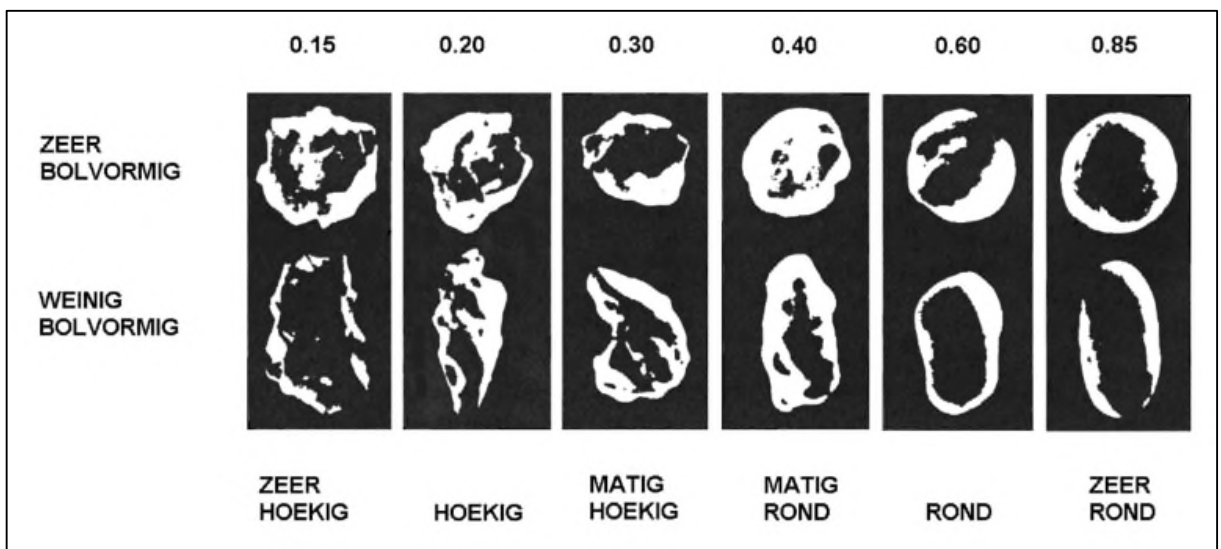 0.15 0.20 0.30 0.40 0.60 0.85
ZEER
BOLVORMIG
WEINIG
BOLVORMIG
ZEER
HOEKIG
HOEKIG
MATIG
HOEKIG
MATIG
ROND
ROND
ZEER
ROND